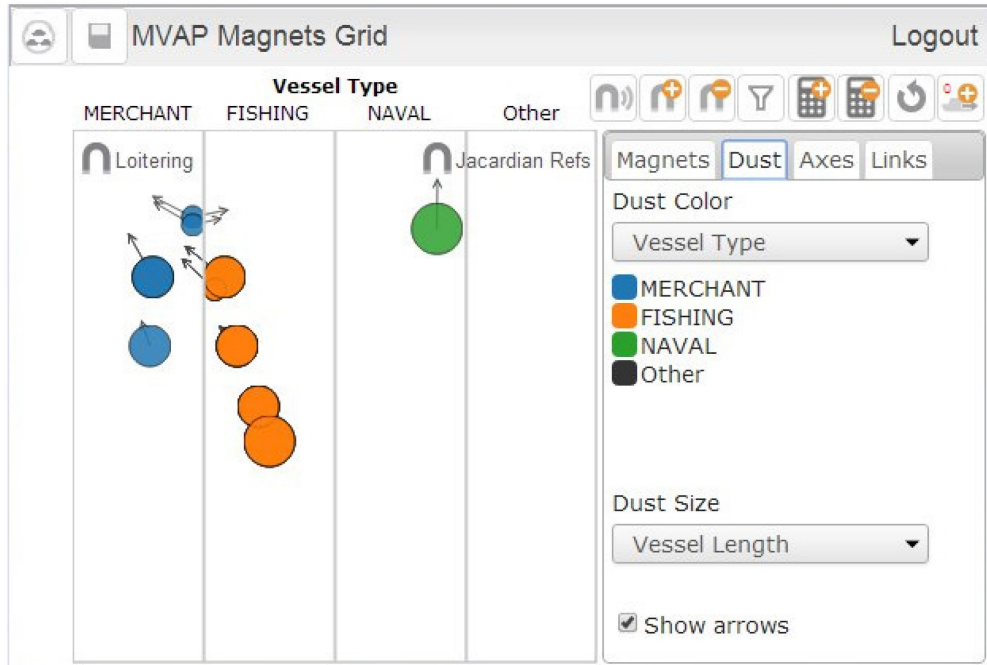 MVAP Magnets Grid
Logout
Vessel Type
MERCHANT FISHING NAVAL Other
Loitering
Jacardian Refs
Magnets Dust Axes Links
Dust Color
Vessel Type
MERCHANT
FISHING
NAVAL
Other
Dust Size
Vessel Length
Show arrows